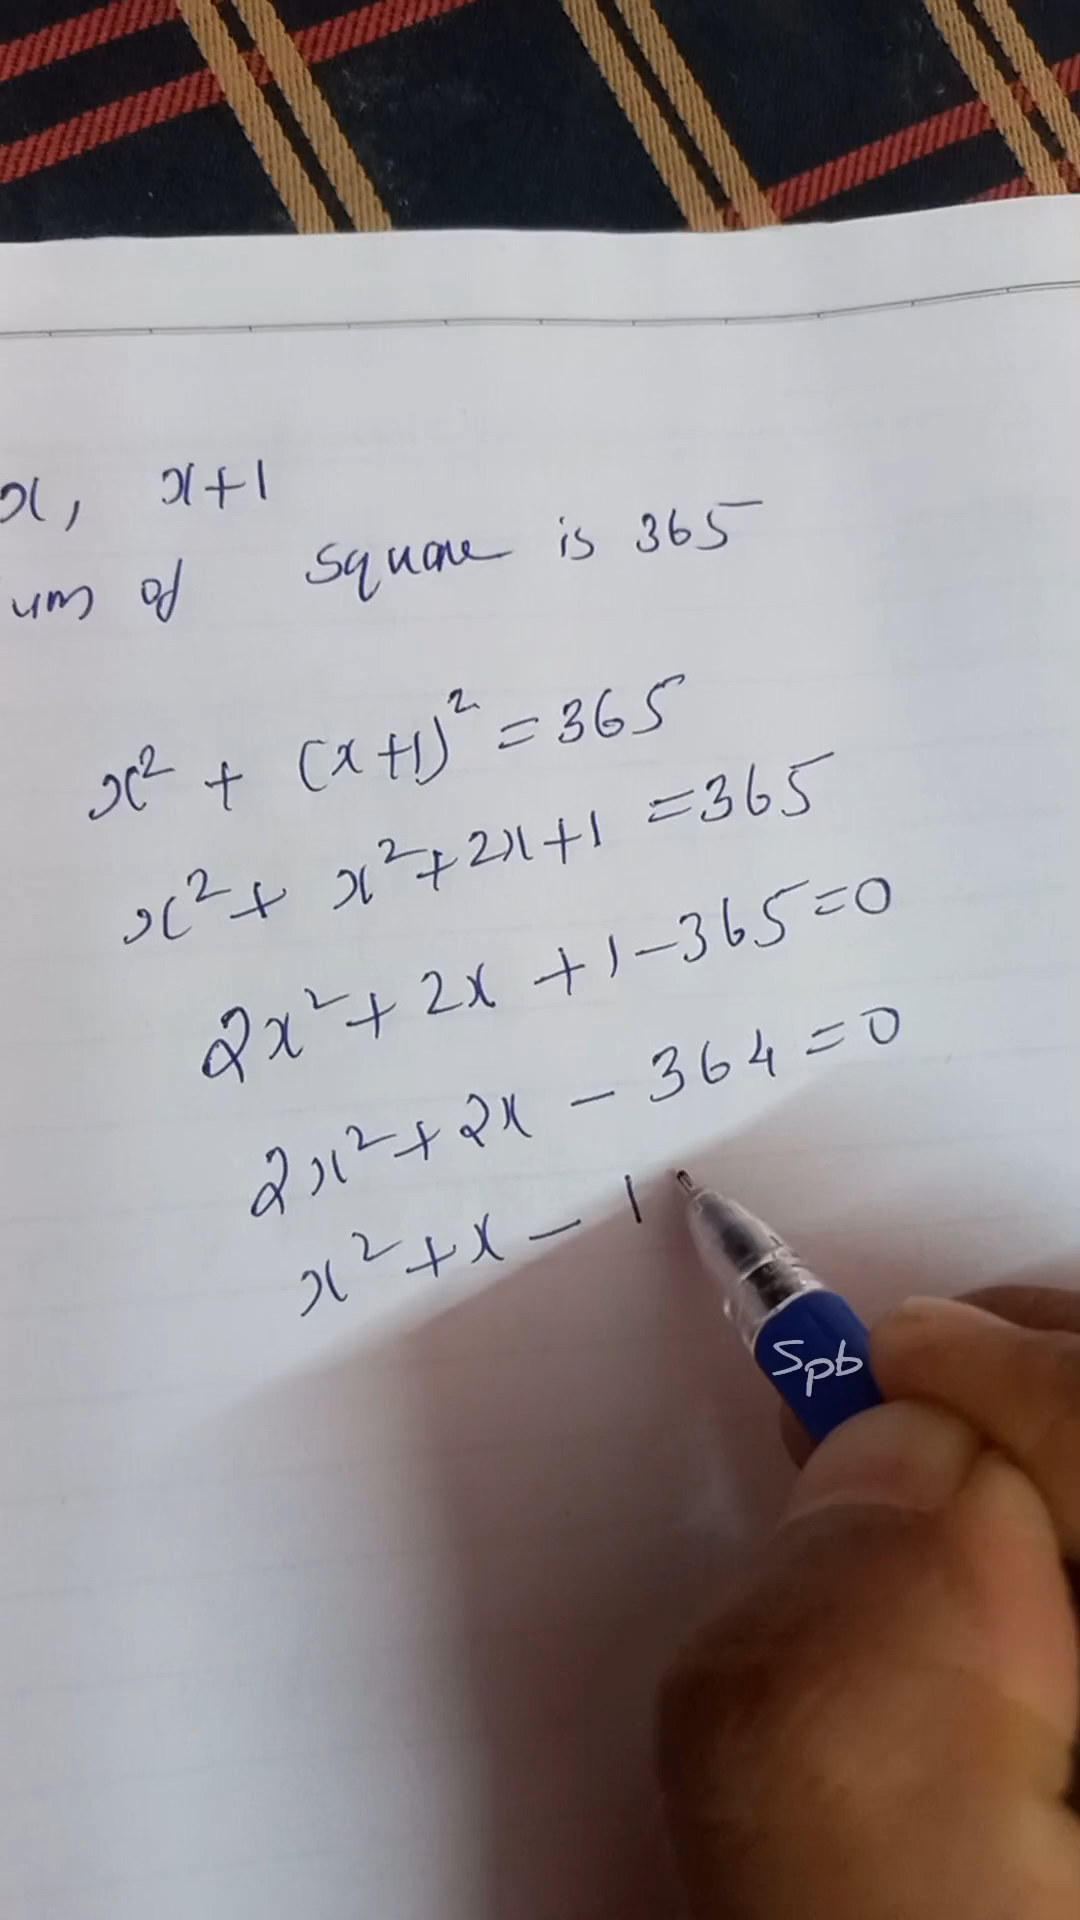 x, x+1
um of square is 365
x² + (x+1)² = 365
x² + x² + 2x + 1 = 365
2x² + 2x + 1 - 365 = 0
2x² + 2x - 364 = 0
x² + x - 1
Spb